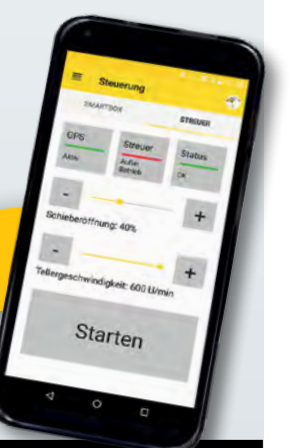 Steuerung
SMARTBOX STREUER
GPS Streuer Status
Aktiv Außer Betrieb OK
- +
Schieberöffnung: 40%
- +
Tellergeschwindigkeit: 600 U/min
Starten